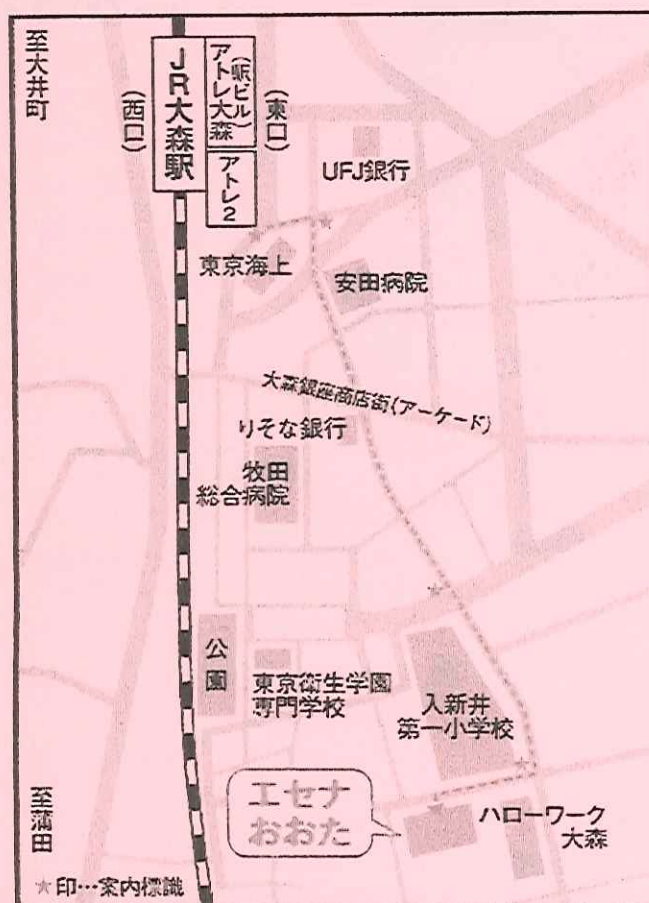 至大井町
JR大森駅
(駅ビル)
アトレ大森
アトレ2
(西口)
(東口)
UFJ銀行
東京海上
安田病院
大森銀座商店街(アーケード)
りそな銀行
牧田
総合病院
公園
東京衛生学園
専門学校
入新井
第一小学校
エセナ
おおた
ハローワーク
大森
至蒲田
☆印…案内標識